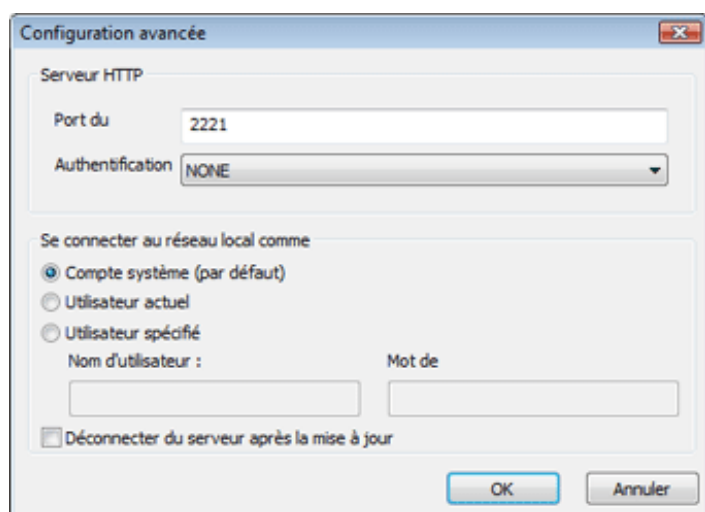 Configuration avancée
Serveur HTTP
Port du
2221
Authentification
NONE
Se connecter au réseau local comme
Compte système (par défaut)
Utilisateur actuel
Utilisateur spécifié
Nom d'utilisateur :
Mot de
Déconnecter du serveur après la mise à jour
OK
Annuler